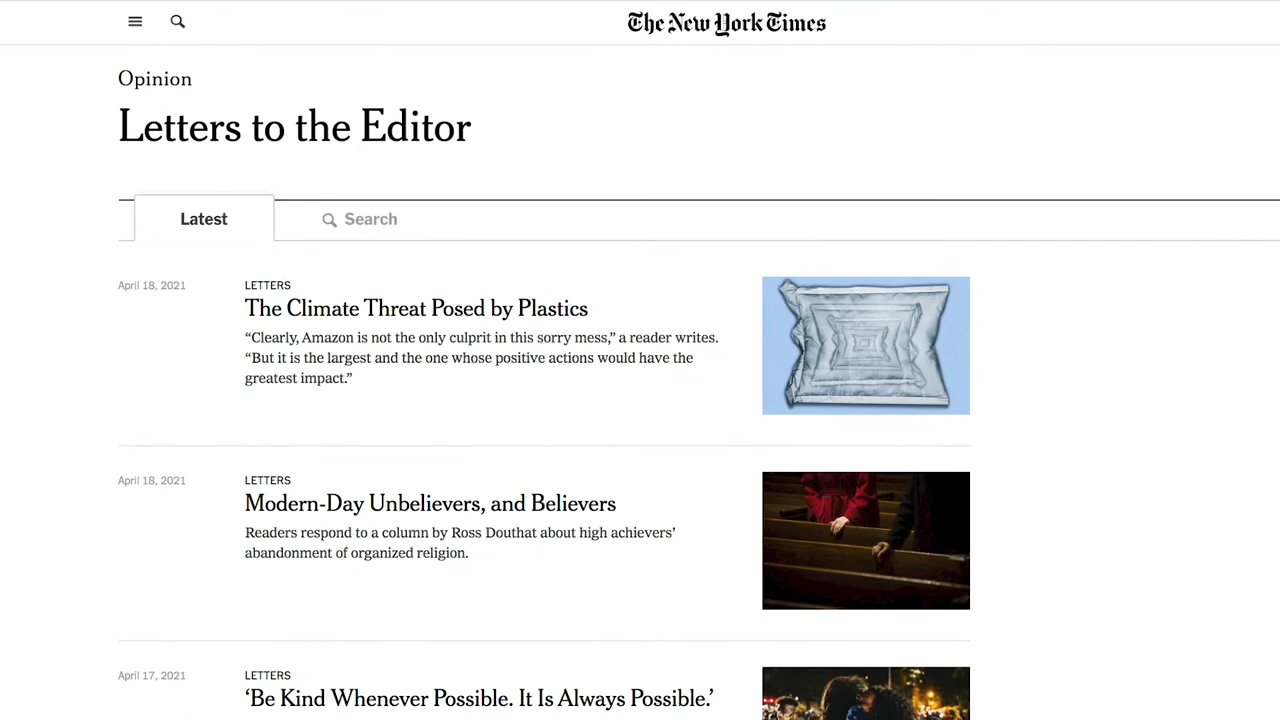 The New York Times
Opinion
Letters to the Editor
Latest
Search
April 18, 2021
LETTERS
The Climate Threat Posed by Plastics
“Clearly, Amazon is not the only culprit in this sorry mess,” a reader writes.
“But it is the largest and the one whose positive actions would have the
greatest impact.”
April 18, 2021
LETTERS
Modern-Day Unbelievers, and Believers
Readers respond to a column by Ross Douthat about high achievers’
abandonment of organized religion.
April 17, 2021
LETTERS
‘Be Kind Whenever Possible. It Is Always Possible.’